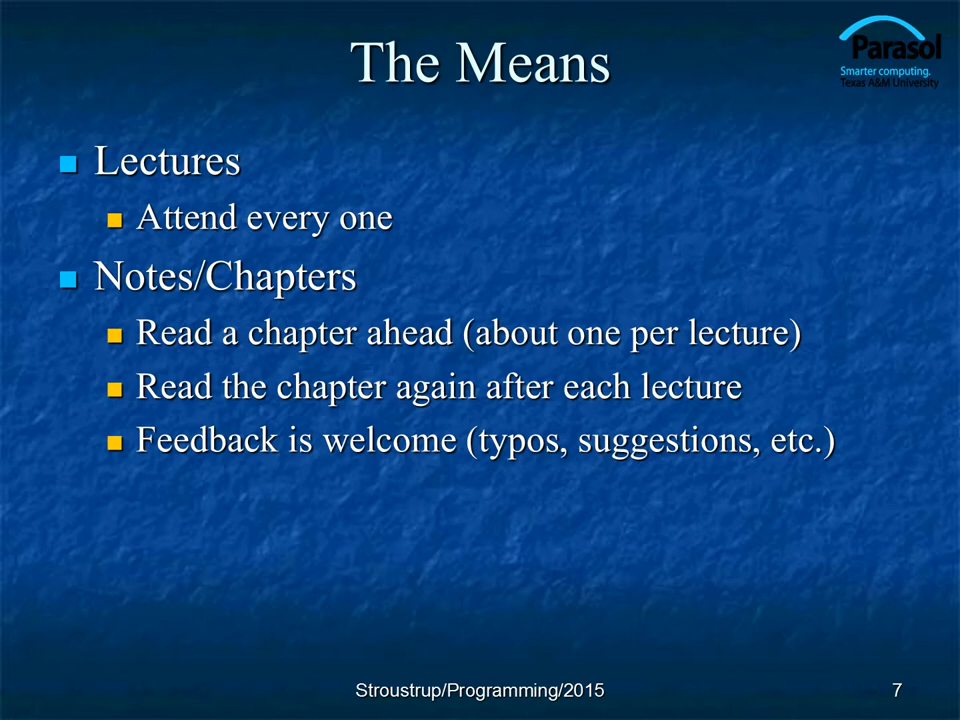 The Means
Parasol
Smarter computing.
Texas A&M University
Lectures
Attend every one
Notes/Chapters
Read a chapter ahead (about one per lecture)
Read the chapter again after each lecture
Feedback is welcome (typos, suggestions, etc.)
Stroustrup/Programming/2015
7